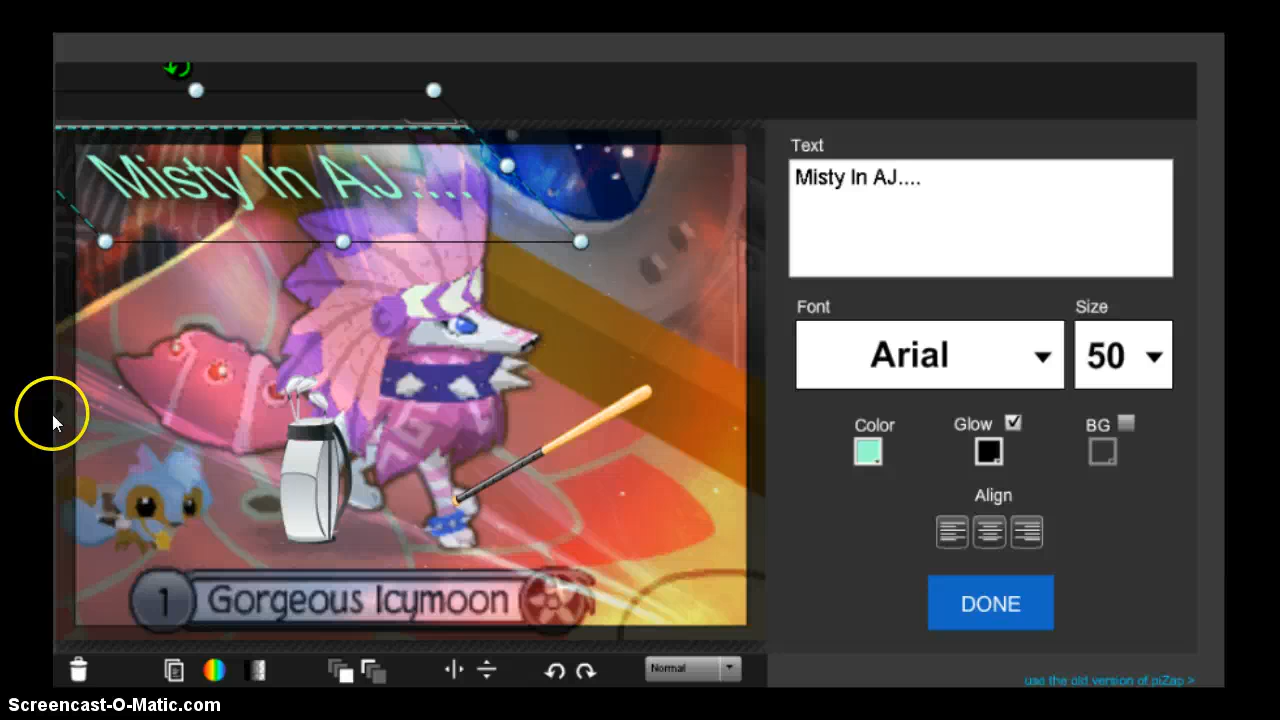 Misty In AJ....
Text
Misty In AJ....
Font
Size
Arial
50
Color
Glow
BG
Align
DONE
1
Gorgeous Icymoon
Normal
use the old version of piZap >
Screencast-O-Matic.com